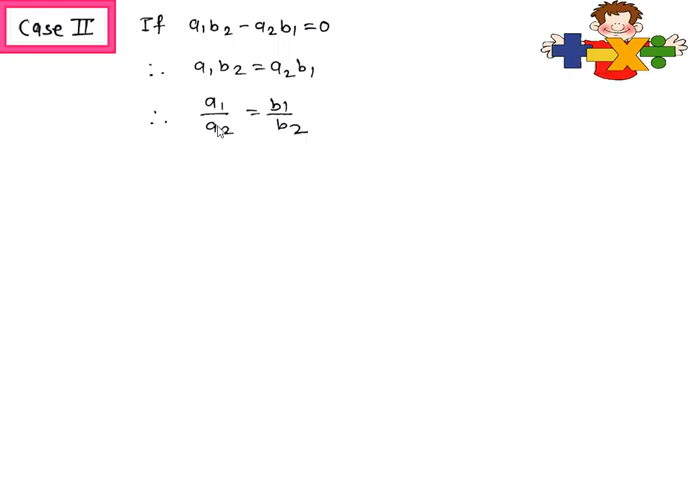 Case II
If a₁b₂ - a₂b₁ = 0
∴ a₁b₂ = a₂b₁
∴ a₁/a₂ = b₁/b₂